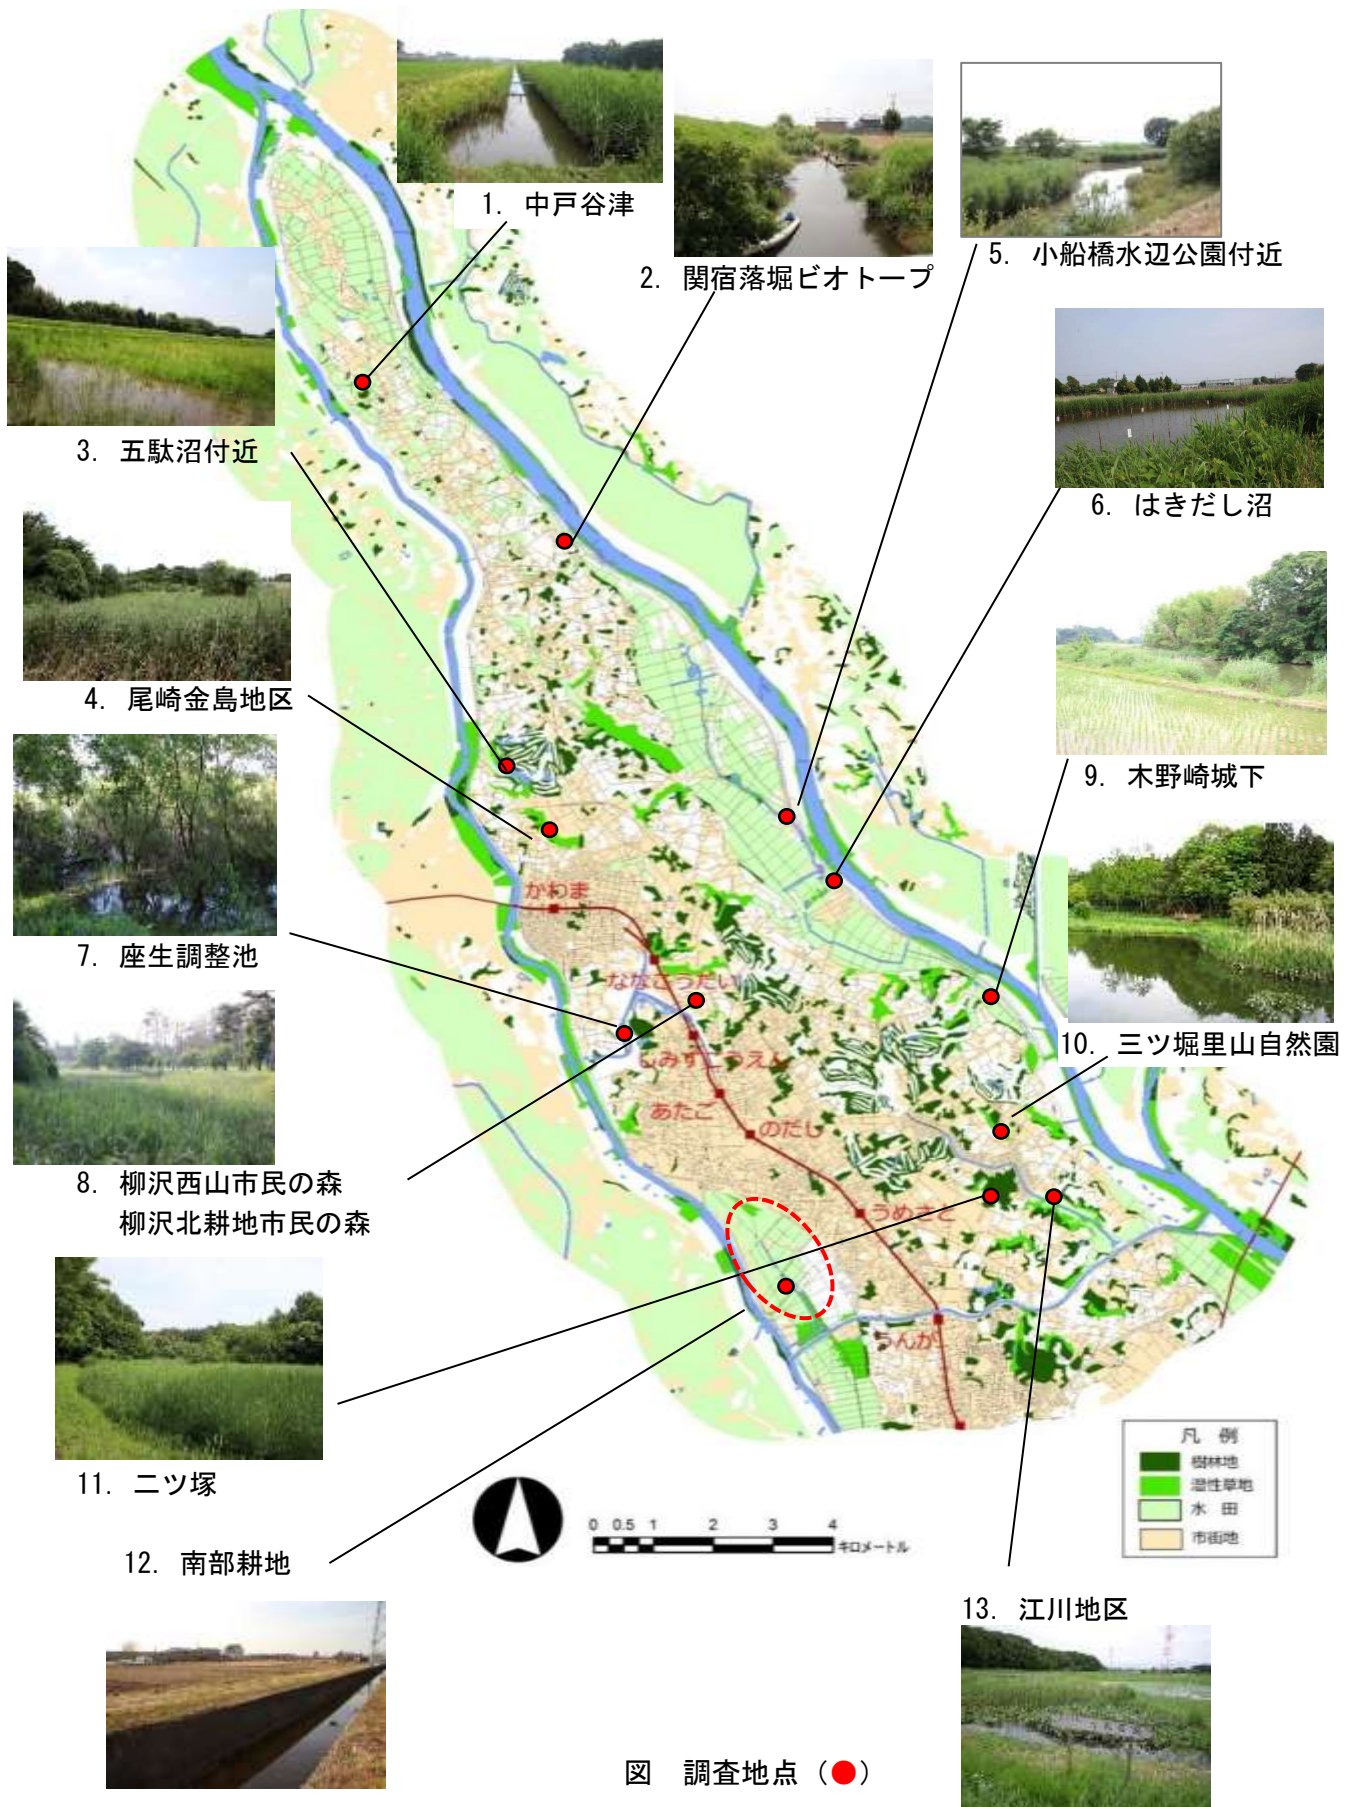 1. 中戸谷津
2. 関宿落堀ビオトープ
5. 小船橋水辺公園付近
3. 五駄沼付近
6. はきだし沼
4. 尾崎金島地区
9. 木野崎城下
かわま
7. 座生調整池
ななこうだい
10. 三ツ堀里山自然園
しみずこうえん
あたご
のだし
8. 柳沢西山市民の森
柳沢北耕地市民の森
うめさと
うんが
11. 二ツ塚
凡 例
樹林地
湿性草地
水 田
市街地
0 0.5 1 2 3 4
キロメートル
12. 南部耕地
13. 江川地区
図 調査地点（●）